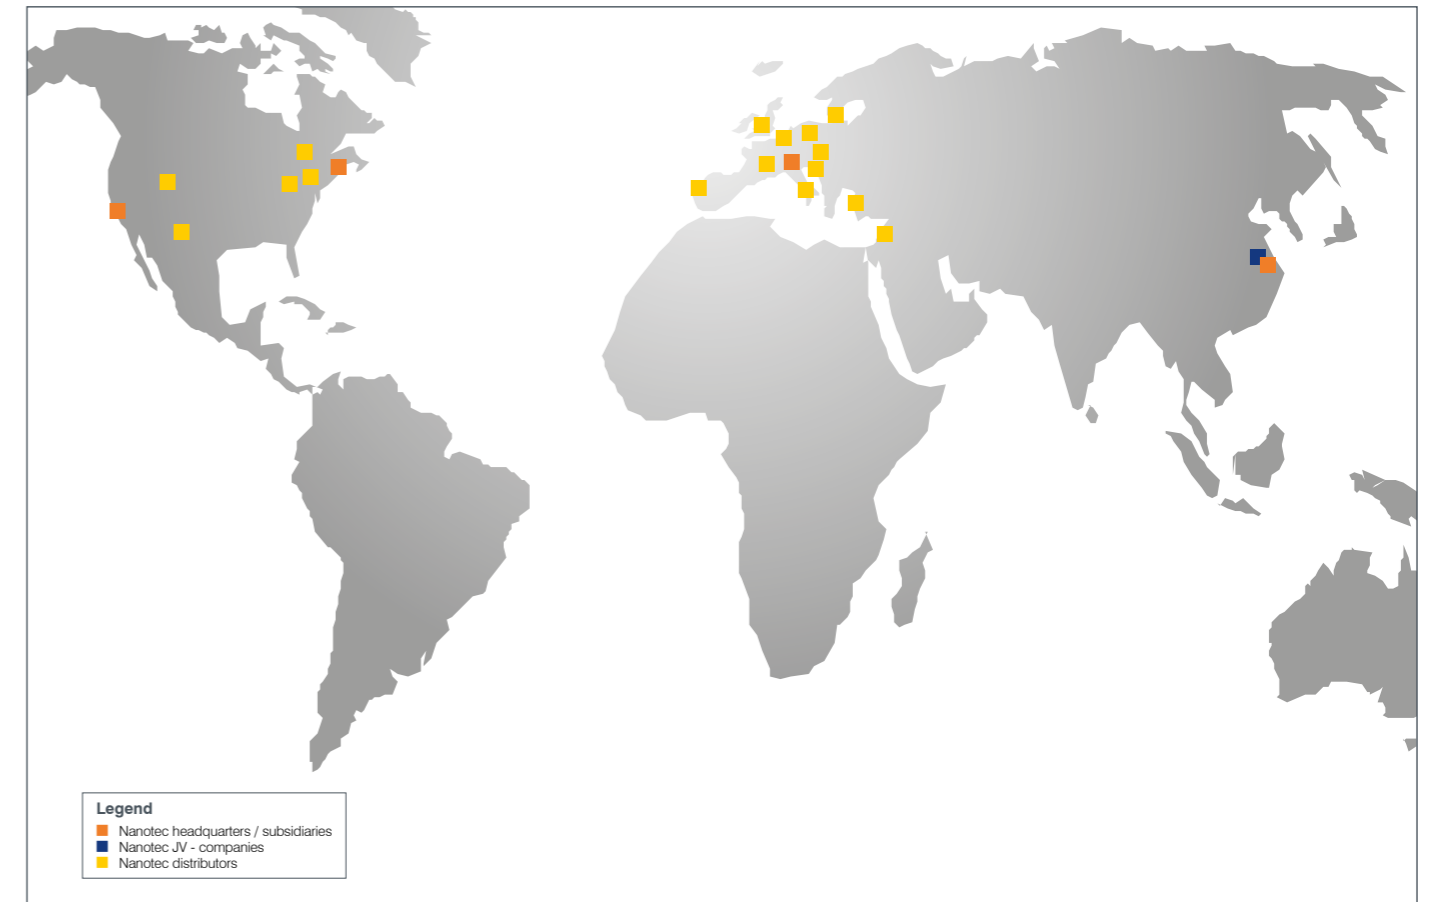 Legend
Nanotec headquarters / subsidiaries
Nanotec JV - companies
Nanotec distributors